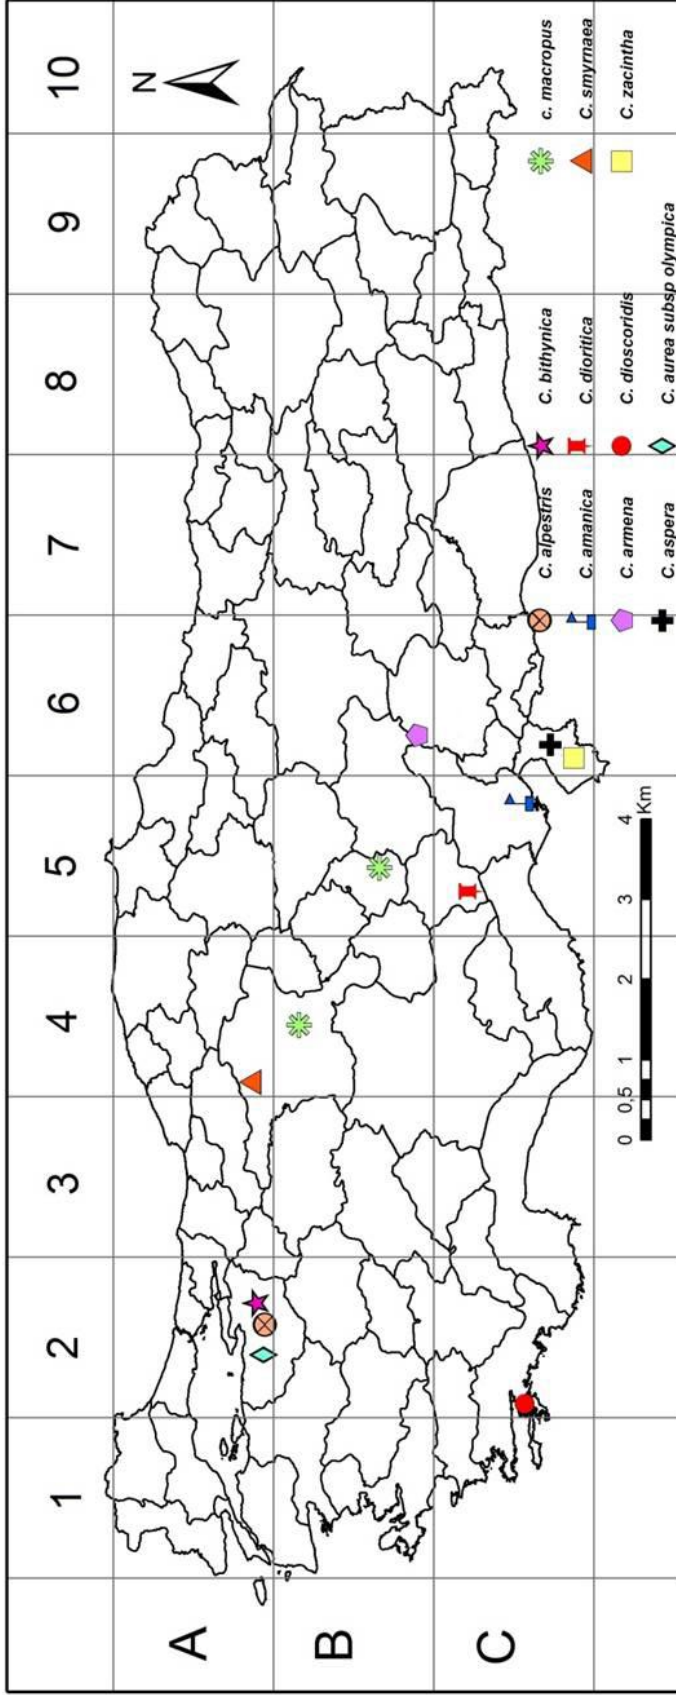 1 2 3 4 5 6 7 8 9 10
N
A
B
C
0 0,5 1 2 3 4 Km
C. alpestris C. bithynica c. macropus
C. amanica C. dioritica C. smyrnaea
C. armena C. dioscoridis C. zacintha
C. aspera C. aurea subsp olympica